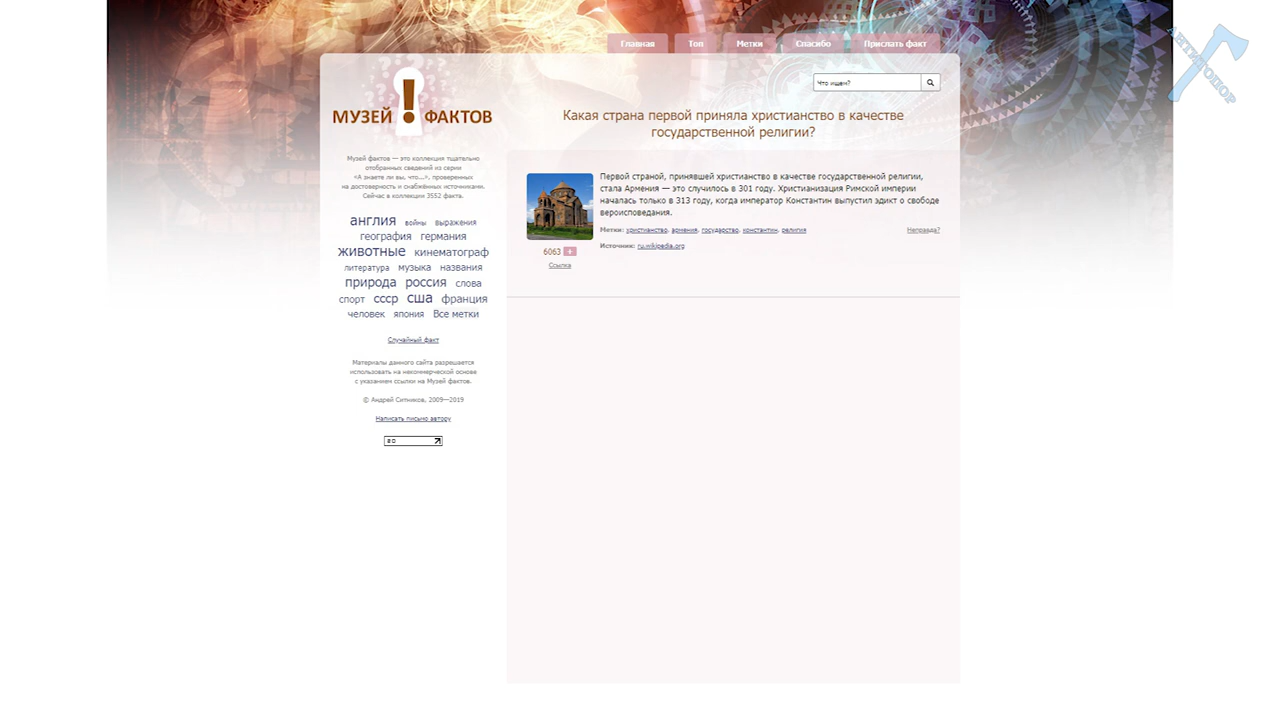 Главная Топ Метки Спасибо Прислать факт
АНТИТОПОР
Что ищем?
МУЗЕЙ ФАКТОВ
Какая страна первой приняла христианство в качестве
государственной религии?
Музей фактов — это коллекция тщательно
отобранных сведений из серии
«А знаете ли вы, что...», проверенных
на достоверность и снабжённых источниками.
Сейчас в коллекции 3552 факта.
англия войны выражения
география германия
животные кинематограф
литература музыка названия
природа россия слова
спорт ссср сша франция
человек япония Все метки
Случайный факт
Материалы данного сайта разрешается
использовать на некоммерческой основе
с указанием ссылки на Музей фактов.
© Андрей Ситников, 2009—2019
Написать письмо автору
Первой страной, принявшей христианство в качестве государственной религии,
стала Армения — это случилось в 301 году. Христианизация Римской империи
началась только в 313 году, когда император Константин выпустил эдикт о свободе
вероисповедания.
Метки: христианство, армения, государство, константин, религия Неправда?
Источник: ru.wikipedia.org
6063 +
Ссылка